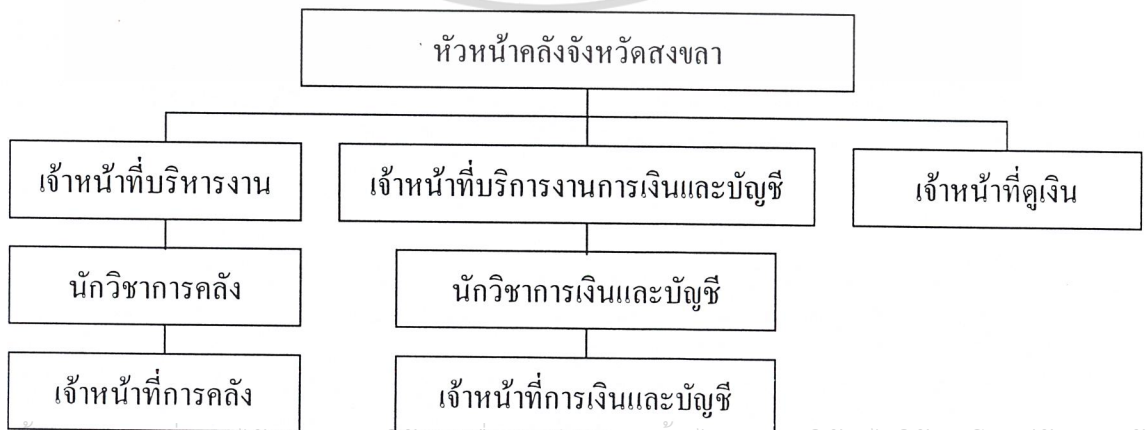 หัวหน้าคลังจังหวัดสงขลา
เจ้าหน้าที่บริหารงาน
เจ้าหน้าที่บริการงานการเงินและบัญชี
เจ้าหน้าที่ดูเงิน
นักวิชาการคลัง
นักวิชาการเงินและบัญชี
เจ้าหน้าที่การคลัง
เจ้าหน้าที่การเงินและบัญชี